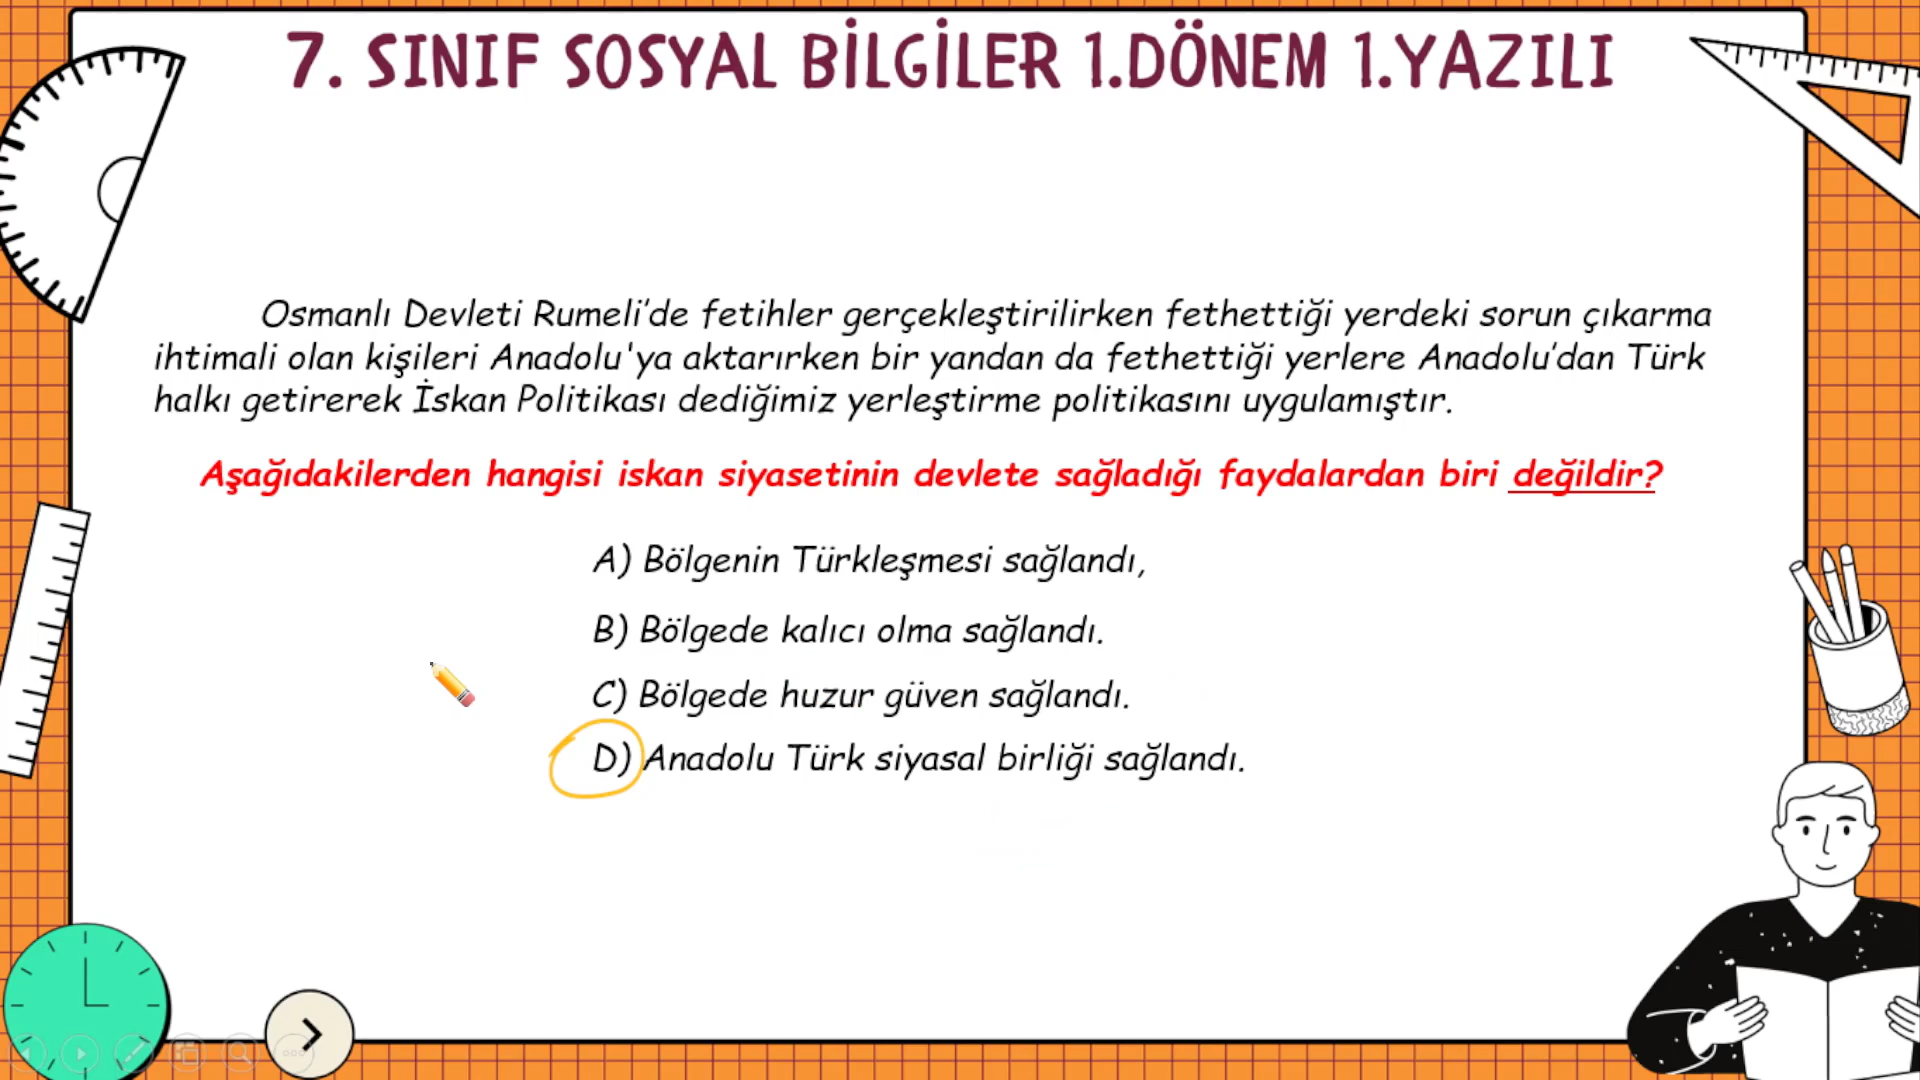 7. SINIF SOSYAL BİLGİLER 1.DÖNEM 1.YAZILI
Osmanlı Devleti Rumeli’de fetihler gerçekleştirilirken fethettiği yerdeki sorun çıkarma
ihtimali olan kişileri Anadolu'ya aktarırken bir yandan da fethettiği yerlere Anadolu’dan Türk
halkı getirerek İskan Politikası dediğimiz yerleştirme politikasını uygulamıştır.
Aşağıdakilerden hangisi iskan siyasetinin devlete sağladığı faydalardan biri değildir?
A) Bölgenin Türkleşmesi sağlandı,
B) Bölgede kalıcı olma sağlandı.
C) Bölgede huzur güven sağlandı.
D) Anadolu Türk siyasal birliği sağlandı.